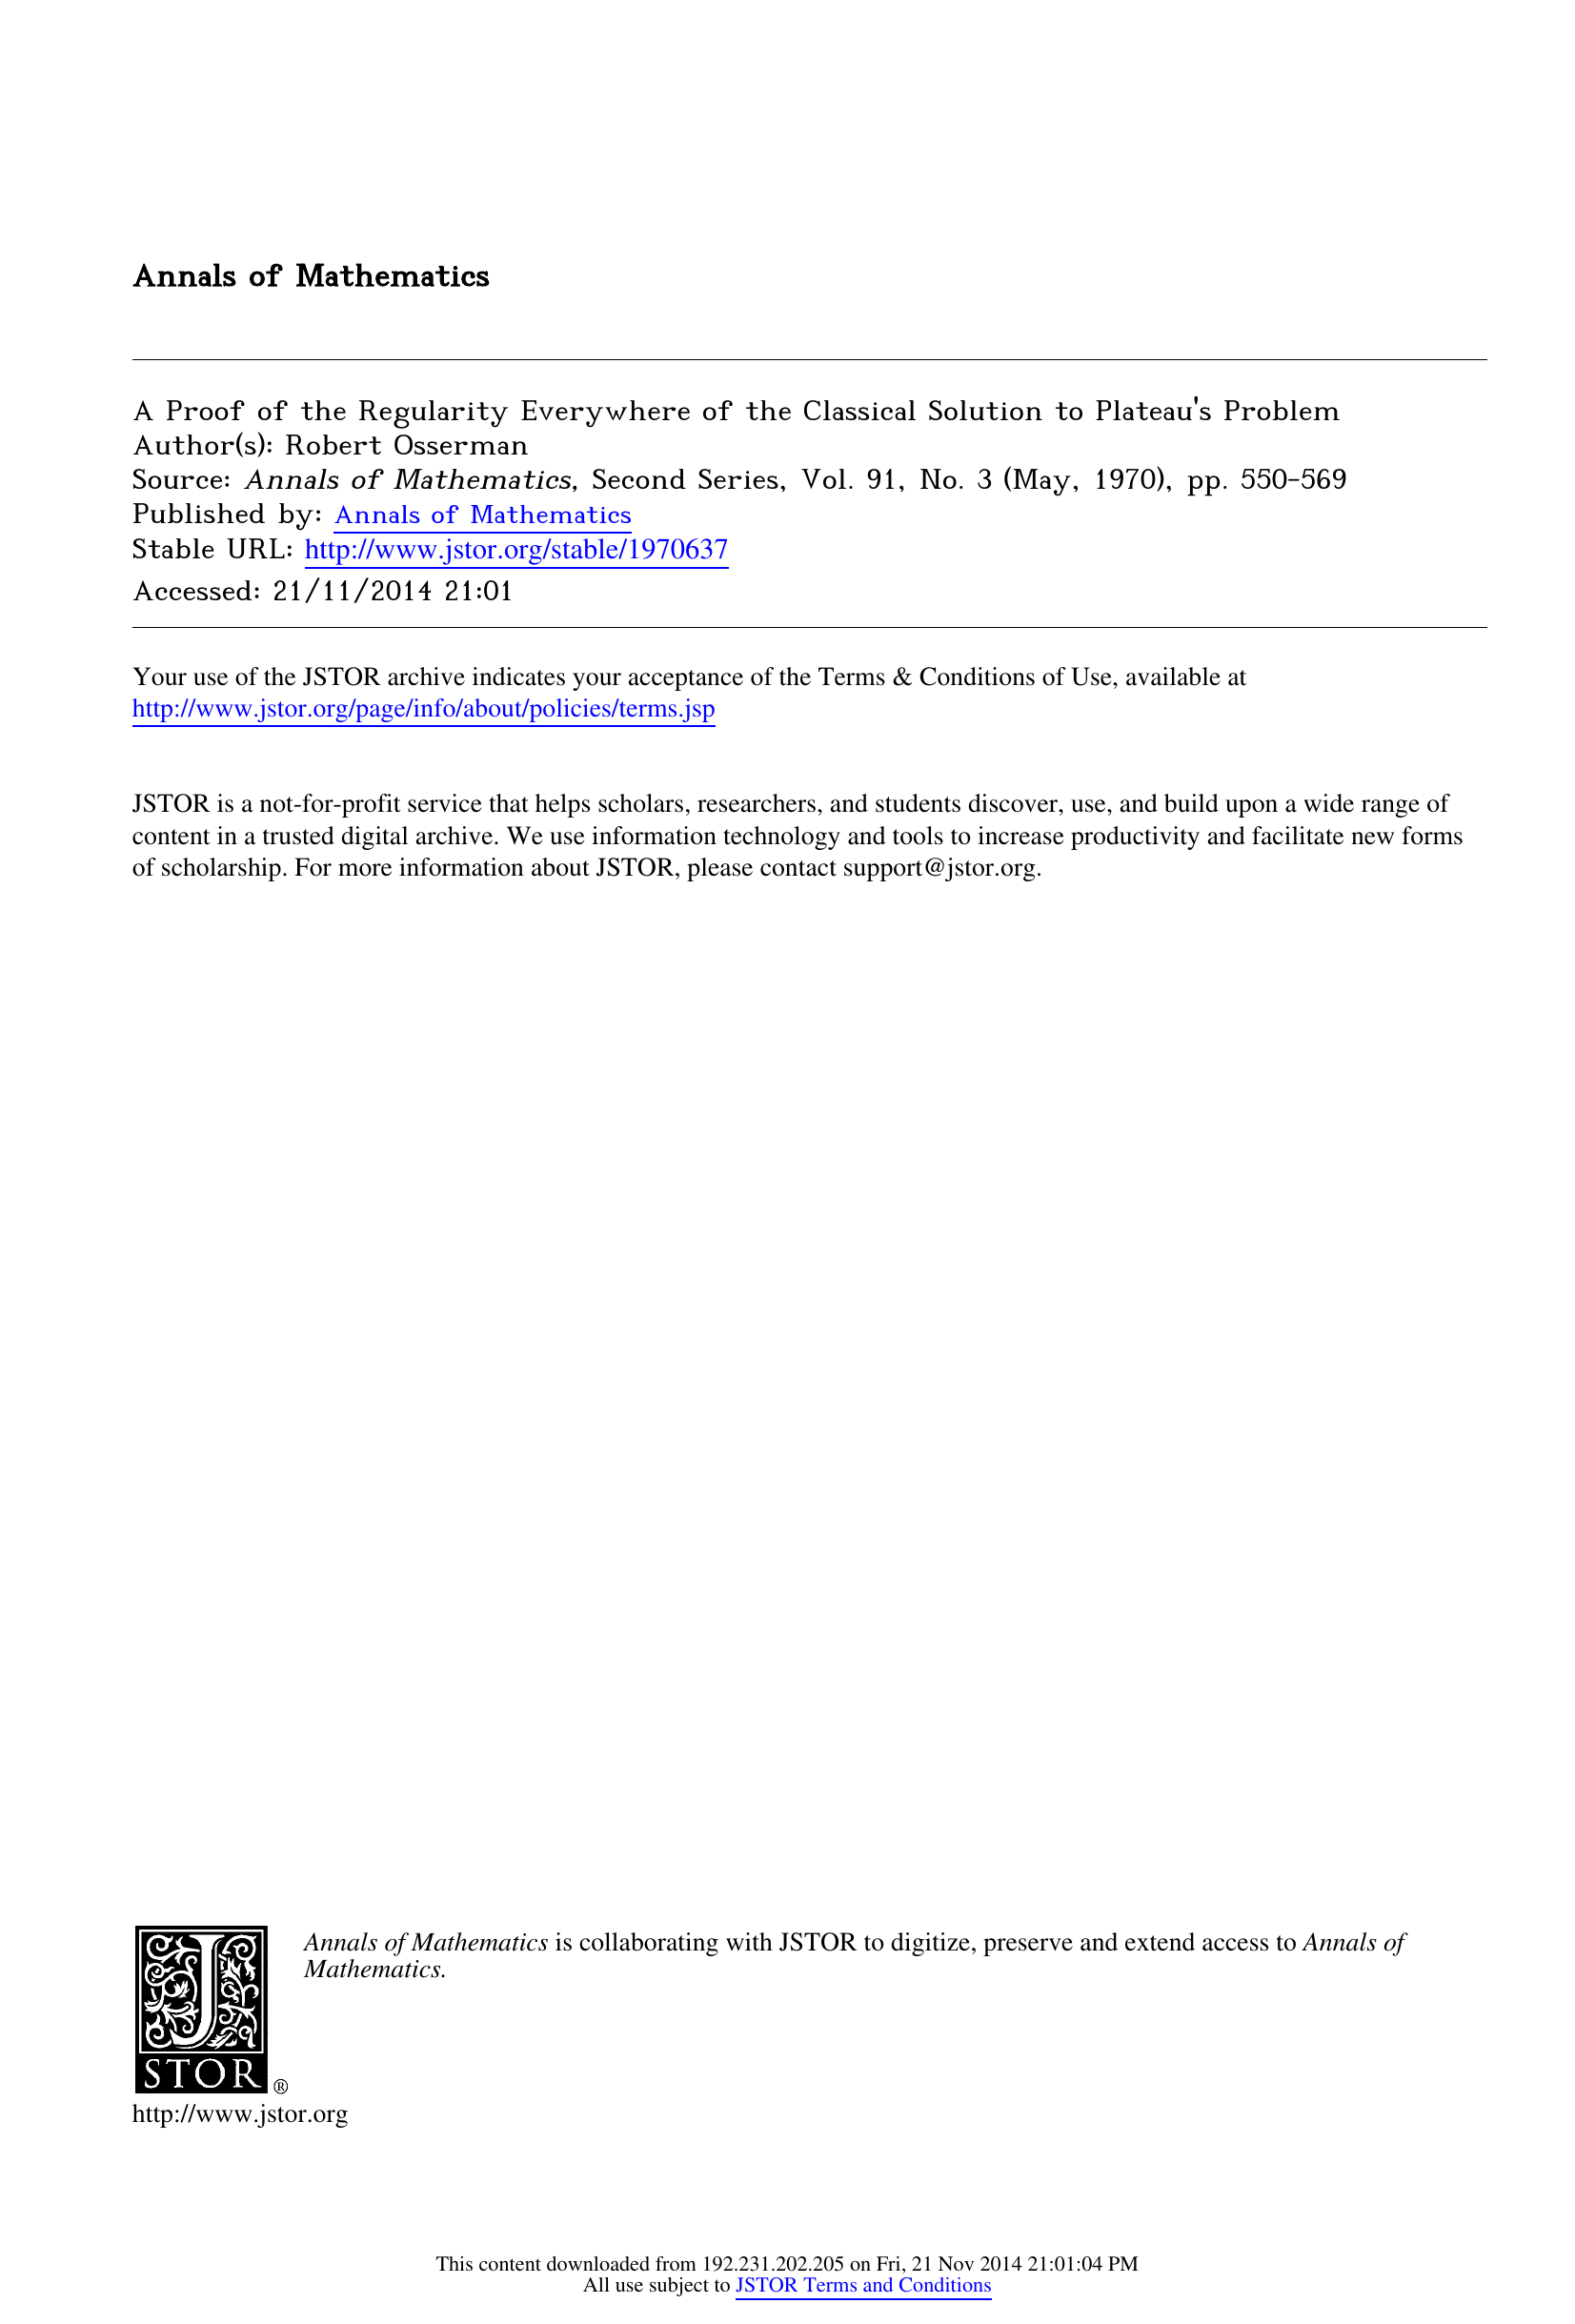 Annals of Mathematics
A Proof of the Regularity Everywhere of the Classical Solution to Plateau's Problem
Author(s): Robert Osserman
Source: Annals of Mathematics, Second Series, Vol. 91, No. 3 (May, 1970), pp. 550-569
Published by: Annals of Mathematics
Stable URL: http://www.jstor.org/stable/1970637
Accessed: 21/11/2014 21:01
Your use of the JSTOR archive indicates your acceptance of the Terms & Conditions of Use, available at
http://www.jstor.org/page/info/about/policies/terms.jsp
JSTOR is a not-for-profit service that helps scholars, researchers, and students discover, use, and build upon a wide range of
content in a trusted digital archive. We use information technology and tools to increase productivity and facilitate new forms
of scholarship. For more information about JSTOR, please contact support@jstor.org.
J
STOR
®
Annals of Mathematics is collaborating with JSTOR to digitize, preserve and extend access to Annals of
Mathematics.
http://www.jstor.org
This content downloaded from 192.231.202.205 on Fri, 21 Nov 2014 21:01:04 PM
All use subject to JSTOR Terms and Conditions